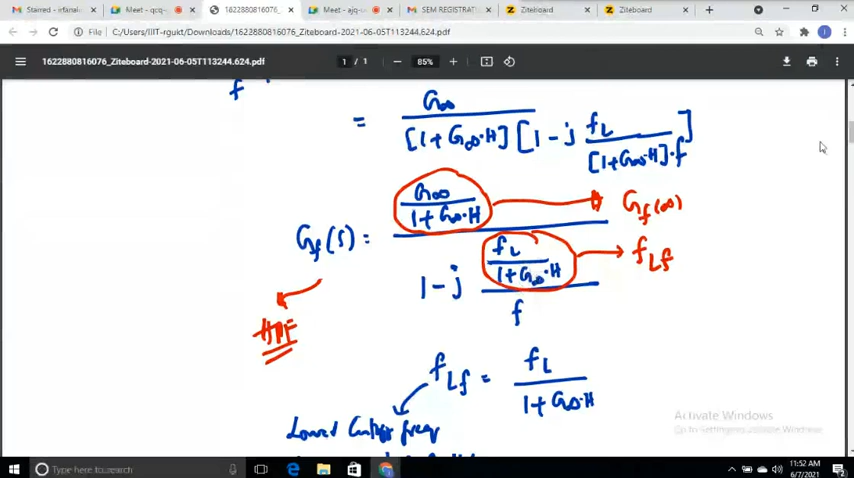 Starred - irfanai
Meet - qcq-
1622880816076_
Meet - ajq-u
SEM REGISTRATI
Ziteboard
Ziteboard
File | C:/Users/IIIT-rgukt/Downloads/1622880816076_Ziteboard-2021-06-05T113244.624.pdf
1622880816076_Ziteboard-2021-06-05T113244.624.pdf
1 / 1
85%
f
= G∞ / [1+G∞·H] [1-j fL / [1+G∞·H]·f]
Gf(f) = (G∞ / 1+G∞·H) / (1-j (fL / 1+G∞·H) / f)
→ Gf(∞)
→ fLf
HPF
fLf = fL / 1+G∞·H
Lower Cutoff freq
Activate Windows
Go to Settings to activate Windows.
Type here to search
11:52 AM
6/7/2021